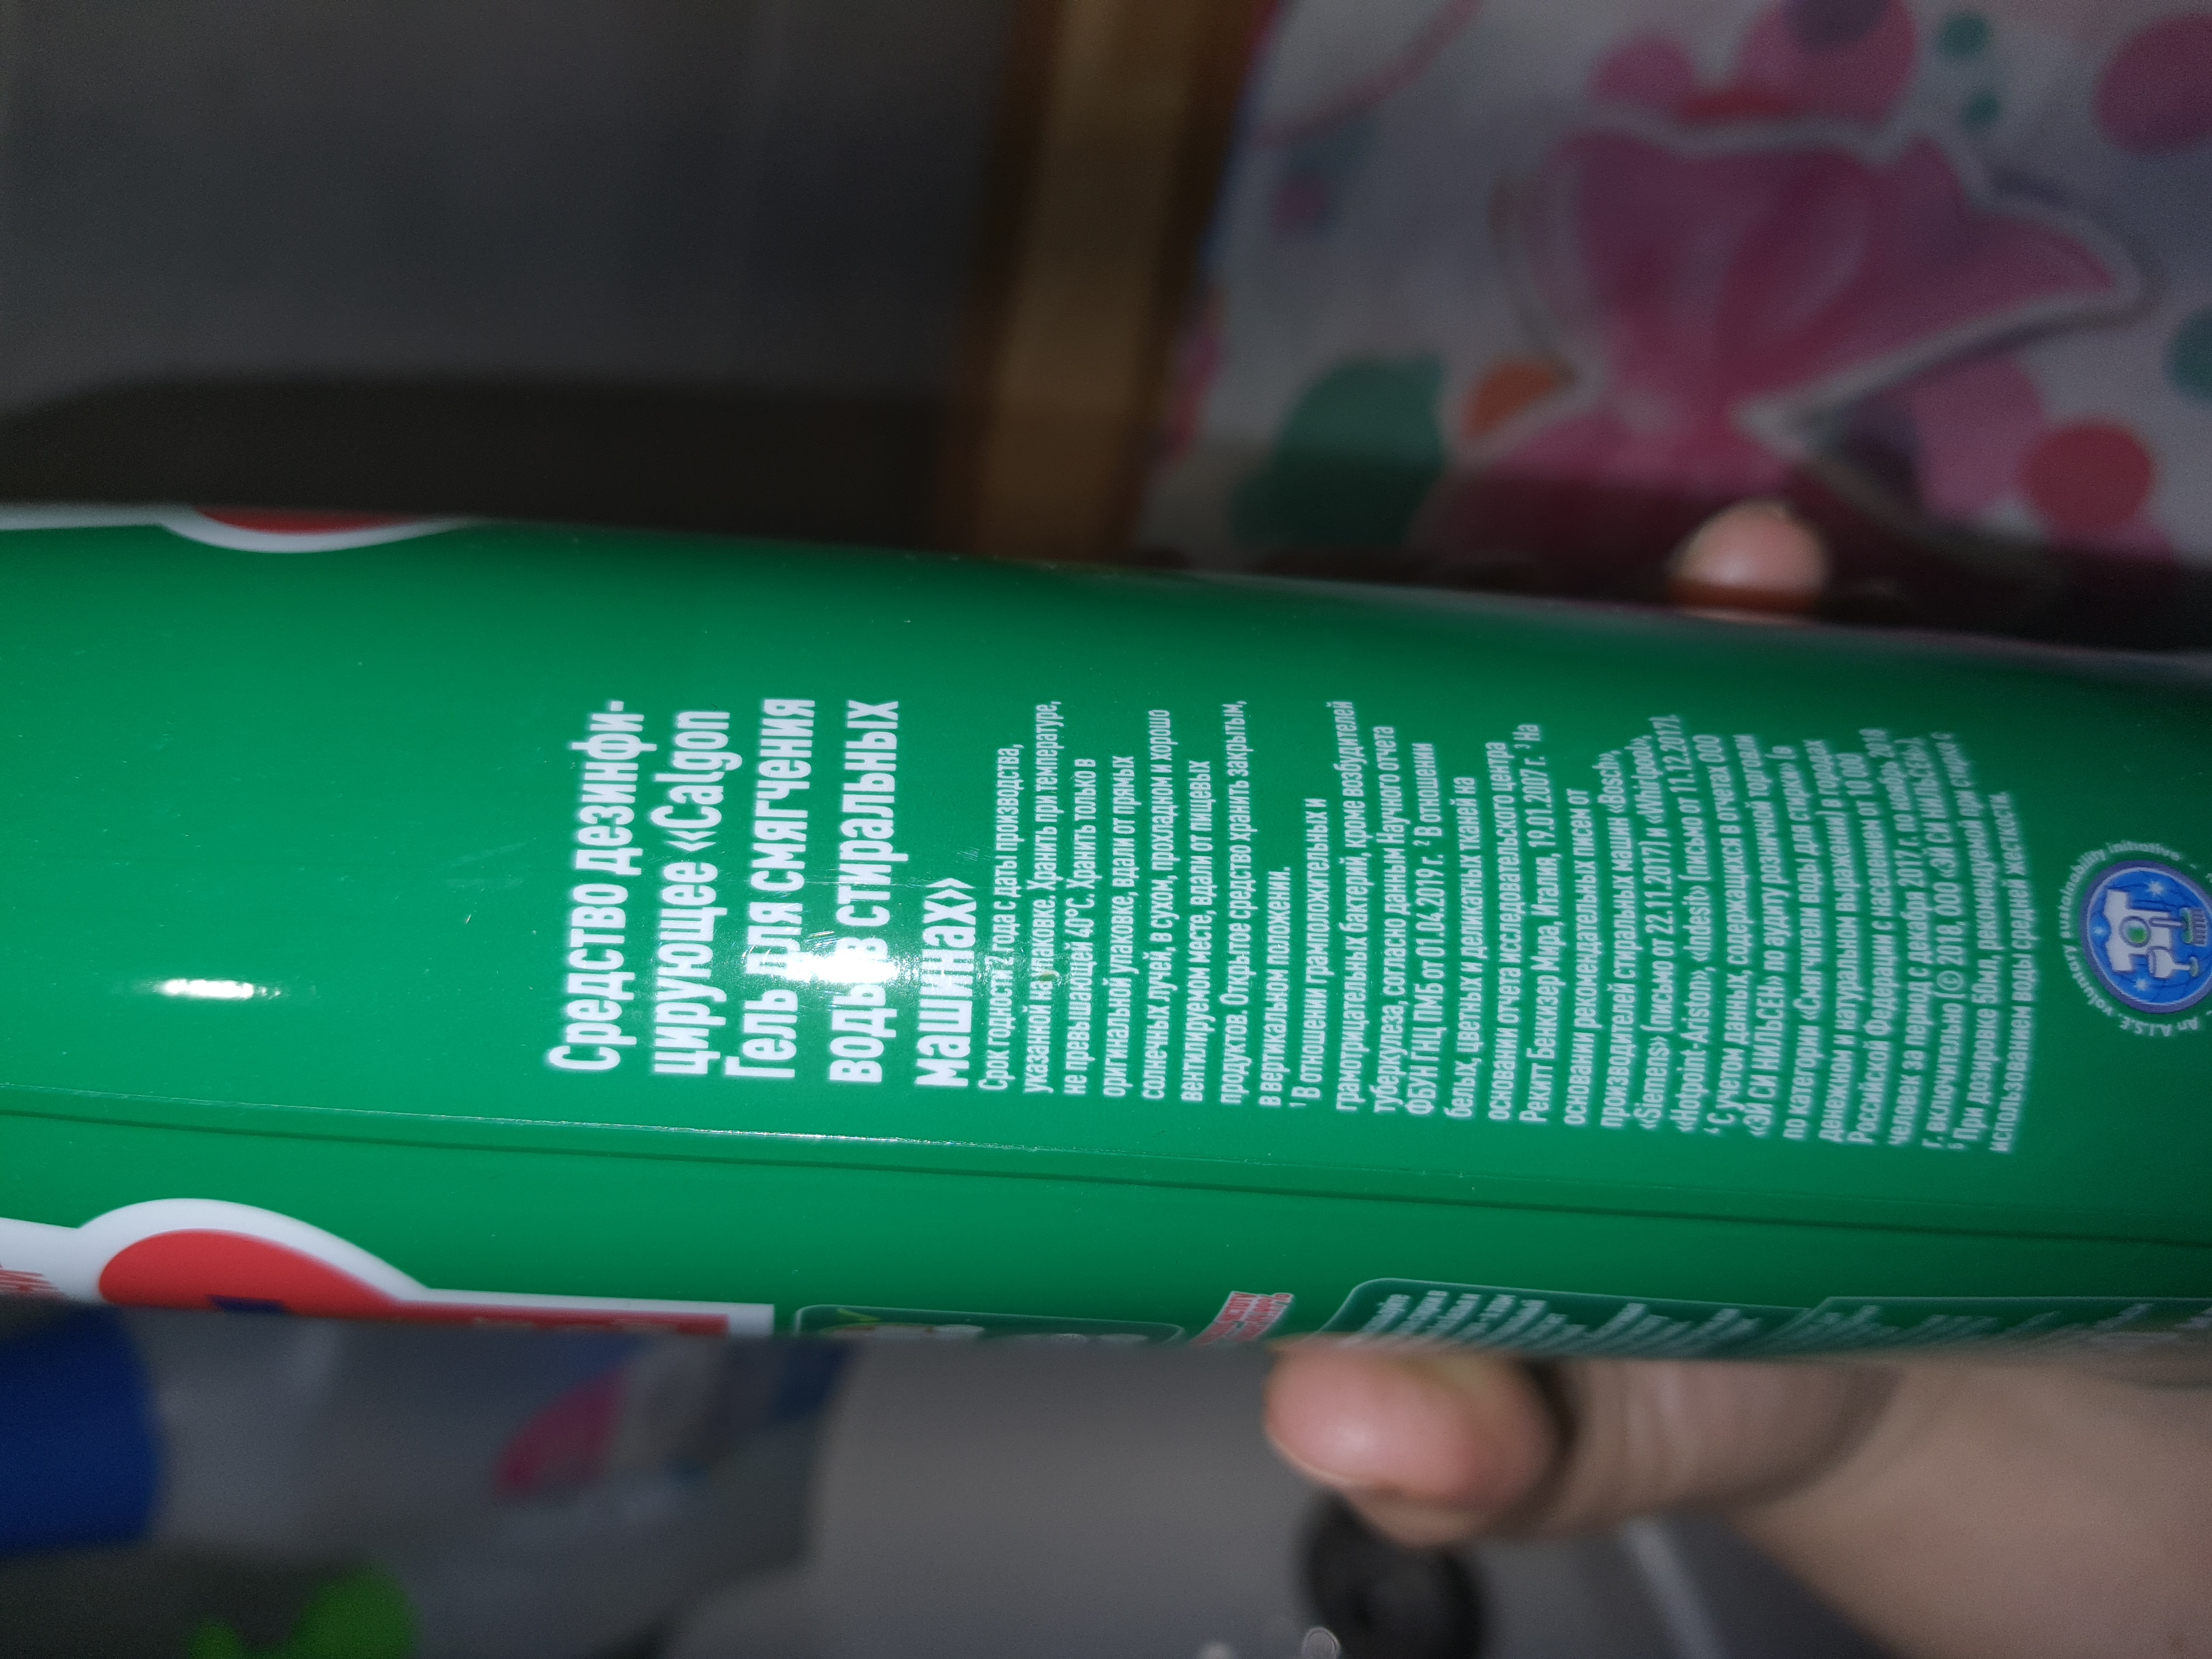 Средство дезинфи-
цирующее «Calgon
Гель для смягчения
воды в стиральных
машинах»
Срок годности 2 года с даты производства,
указанной на упаковке. Хранить при температуре,
не превышающей 40°C. Хранить только в
оригинальной упаковке, вдали от прямых
солнечных лучей, в сухом, прохладном и хорошо
вентилируемом месте, вдали от пищевых
продуктов. Открытое средство хранить закрытым,
в вертикальном положении.
¹ В отношении грамположительных и
грамотрицательных бактерий, кроме возбудителей
туберкулеза, согласно данным Научного отчета
ФБУН ГНЦ ПМБ от 01.04.2019 г. ² В отношении
белых, цветных и деликатных тканей на
основании отчета исследовательского центра
Рекитт Бенкизер Мира, Итали, 19.01.2007 г. ³ На
основании рекомендательных писем от
производителей стиральных машин «Bosch»,
«Siemens» (письмо от 22.11.2017) и «Whirlpool»,
«Hotpoint-Ariston», «Indesit» (письмо от 11.12.2017).
⁴ С учетом данных, содержащихся в отчетах ООО
«ЭЙ СИ НИЛЬСЕН» по аудиту розничной торговли
по категории «Смягчители воды для стирки» (в
денежном и натуральном выражении) в городах
Российской Федерации с населением от 10 000
человек за период с декабря 2017 г. по ноябрь 2018
г. включительно (© 2018, ООО «ЭЙ СИ НИЛЬСЕН»)
⁵ При дозировке 50мл, рекомендуемой при стирке с
использованием воды средней жесткости.
An A.I.S.E. voluntary sustainability initiative